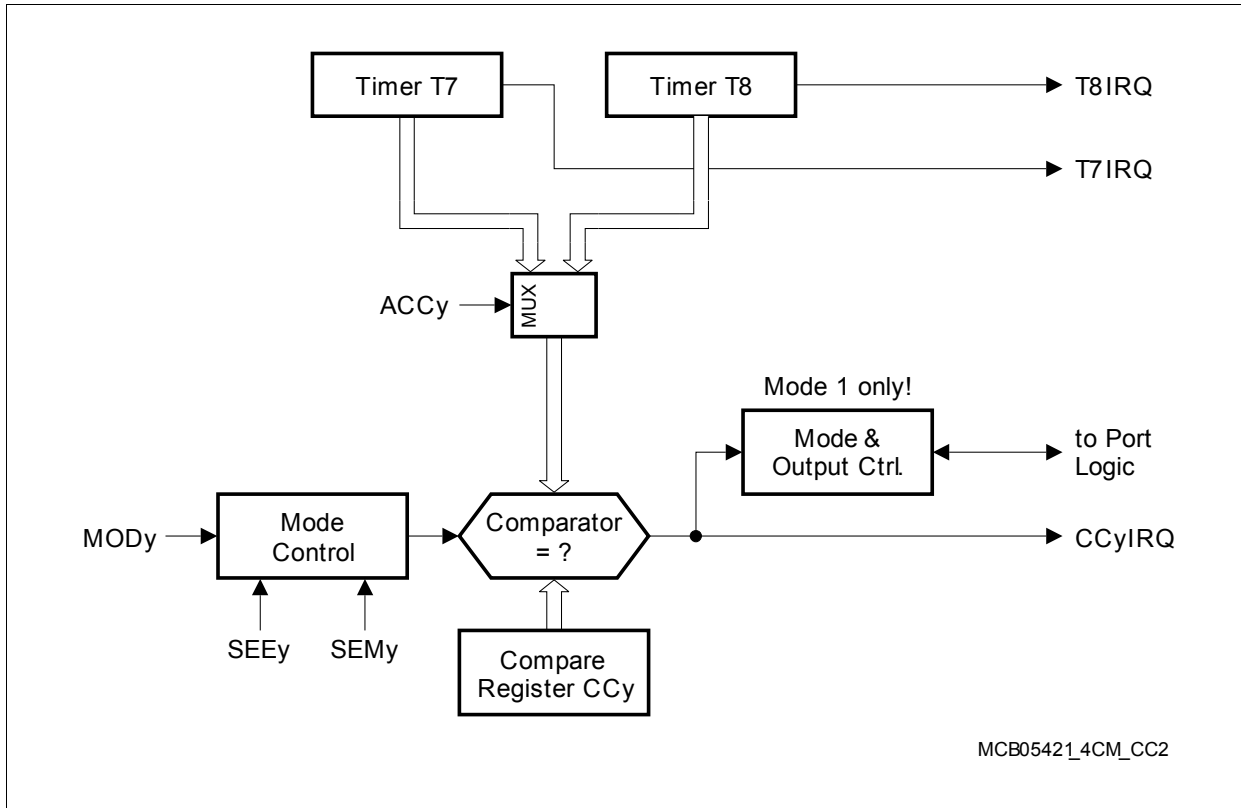 Timer T7
Timer T8
T8IRQ
T7IRQ
ACCy
MUX
Mode 1 only!
Mode &
Output Ctrl.
to Port
Logic
MODy
Mode
Control
Comparator
= ?
CCyIRQ
SEEy
SEMy
Compare
Register CCy
MCB05421_4CM_CC2